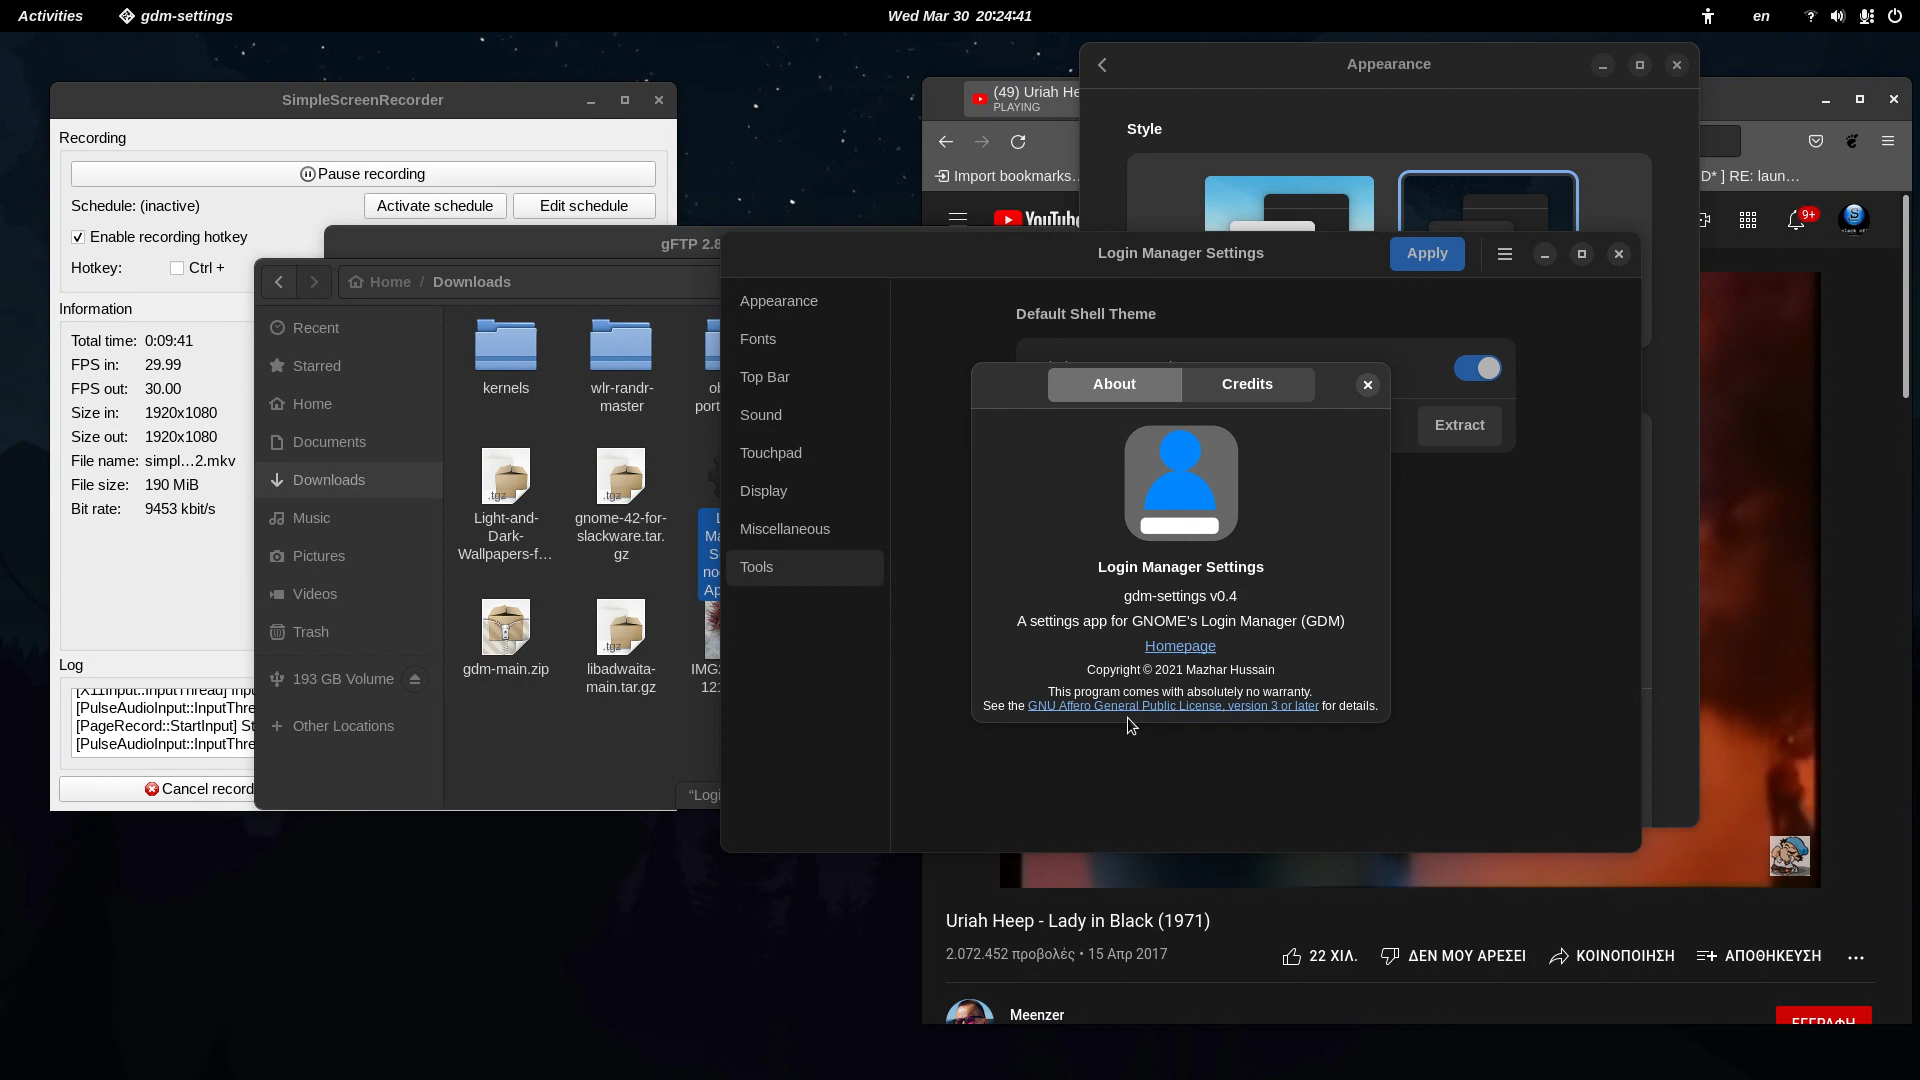 Activities
gdm-settings
Wed Mar 30 20:24:41
en
SimpleScreenRecorder
Recording
Pause recording
Schedule: (inactive)
Activate schedule
Edit schedule
Enable recording hotkey
Hotkey:
Ctrl +
Information
Total time: 0:09:41
FPS in: 29.99
FPS out: 30.00
Size in: 1920x1080
Size out: 1920x1080
File name: simpl…2.mkv
File size: 190 MiB
Bit rate: 9453 kbit/s
Log
[X11Input::InputThread] Inpu
[PulseAudioInput::InputThre
[PageRecord::StartInput] St
[PulseAudioInput::InputThre
Cancel record
gFTP 2.8
Home / Downloads
Recent
Starred
Home
Documents
Downloads
Music
Pictures
Videos
Trash
193 GB Volume
Other Locations
kernels
wlr-randr-
master
.tgz
Light-and-
Dark-
Wallpapers-f…
.tgz
gnome-42-for-
slackware.tar.
gz
gdm-main.zip
.tgz
libadwaita-
main.tar.gz
“Logi
Appearance
Style
Login Manager Settings
Apply
Appearance
Fonts
Top Bar
Sound
Touchpad
Display
Miscellaneous
Tools
Default Shell Theme
Extract
About
Credits
Login Manager Settings
gdm-settings v0.4
A settings app for GNOME's Login Manager (GDM)
Homepage
Copyright © 2021 Mazhar Hussain
This program comes with absolutely no warranty.
See the GNU Affero General Public License, version 3 or later for details.
(49) Uriah He
PLAYING
Import bookmarks…
D* ] RE: laun…
YouTube
9+
Uriah Heep - Lady in Black (1971)
2.072.452 προβολές • 15 Απρ 2017
22 ΧΙΛ.
ΔΕΝ ΜΟΥ ΑΡΕΣΕΙ
ΚΟΙΝΟΠΟΙΗΣΗ
ΑΠΟΘΗΚΕΥΣΗ
Meenzer
ΕΓΓΡΑΦΗ